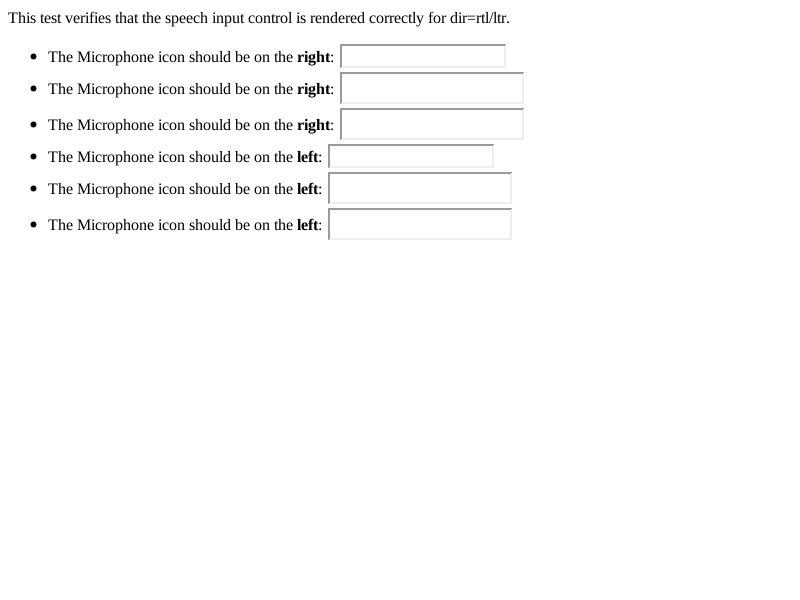 This test verifies that the speech input control is rendered correctly for dir=rtl/ltr.
The Microphone icon should be on the right:
The Microphone icon should be on the right:
The Microphone icon should be on the right:
The Microphone icon should be on the left:
The Microphone icon should be on the left:
The Microphone icon should be on the left: